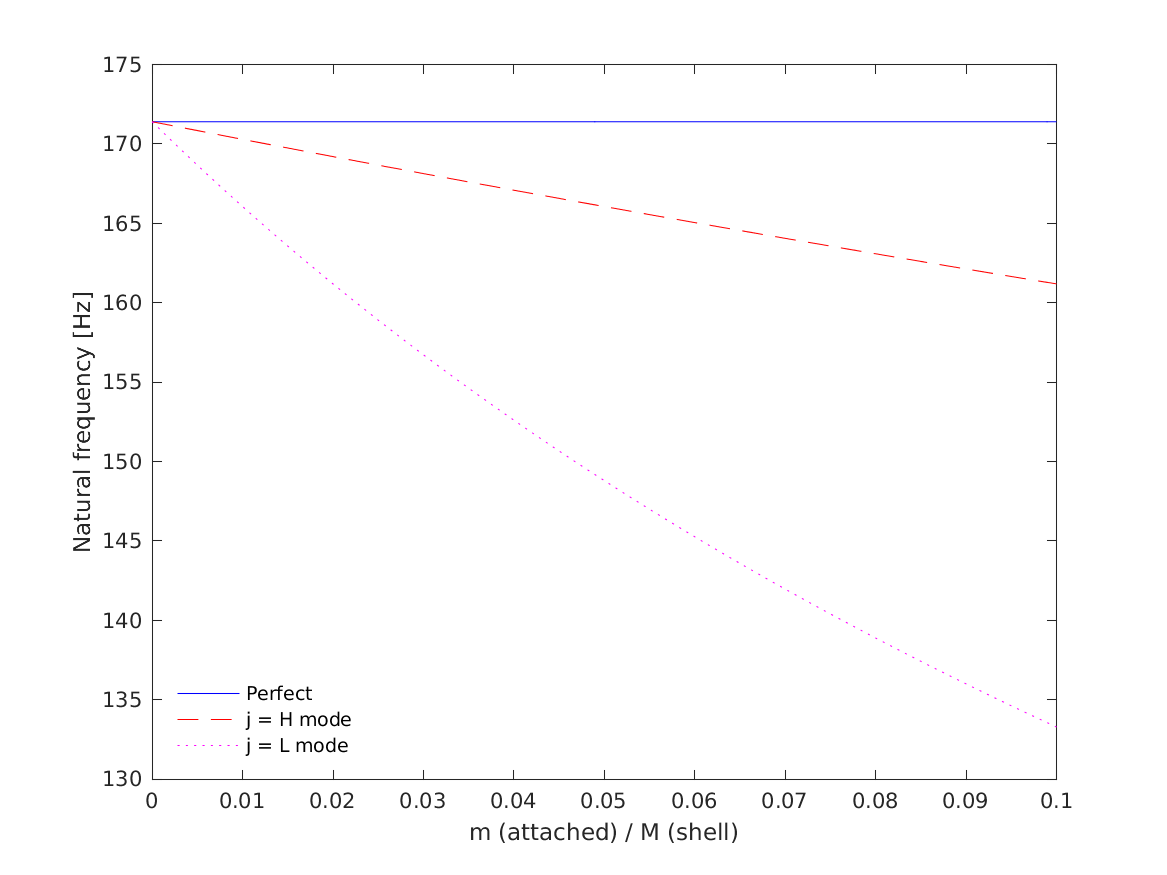 175
170
165
160
155
150
145
140
135
130
Natural frequency [Hz]
Perfect
j = H mode
j = L mode
0 0.01 0.02 0.03 0.04 0.05 0.06 0.07 0.08 0.09 0.1
m (attached) / M (shell)